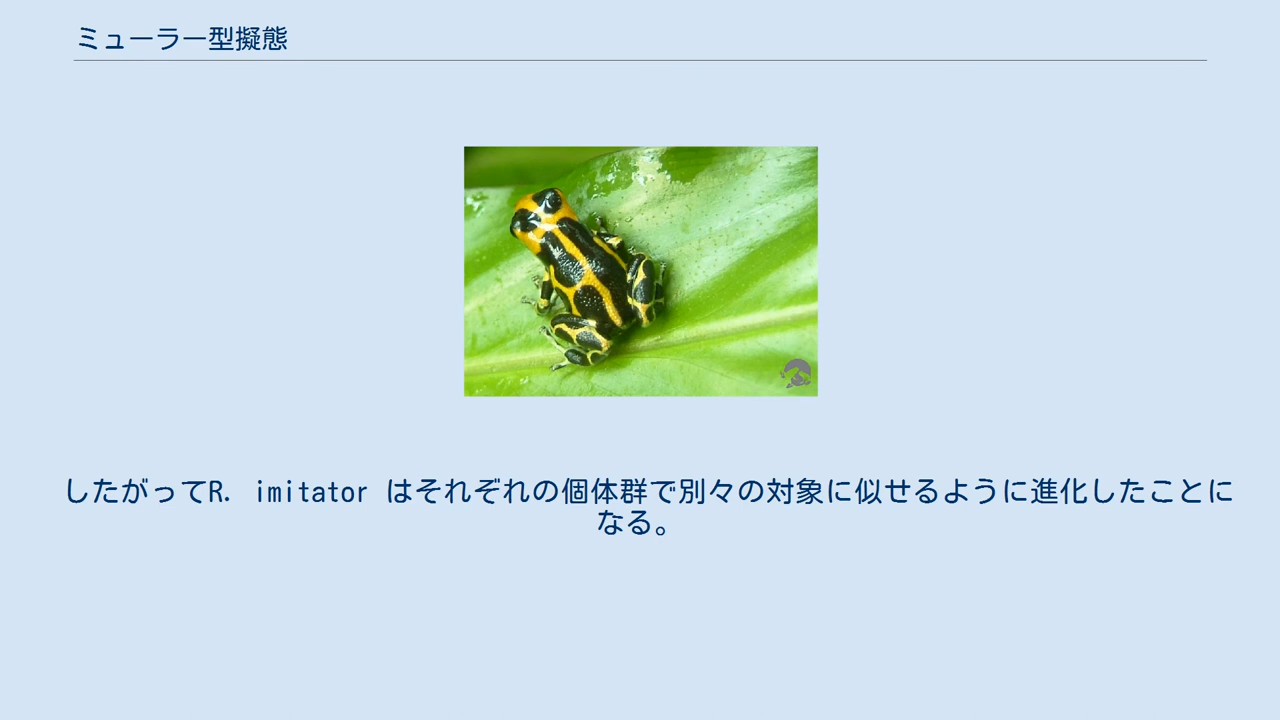 ミューラー型擬態
したがってR. imitator はそれぞれの個体群で別々の対象に似せるように進化したことに
なる。